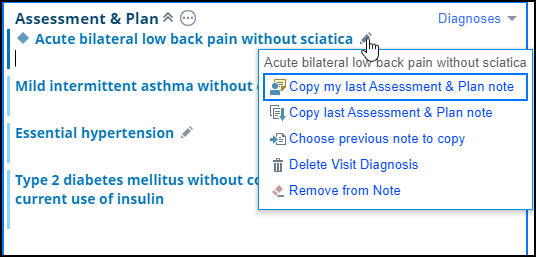 Assessment & Plan
Diagnoses
Acute bilateral low back pain without sciatica
Acute bilateral low back pain without sciatica
Copy my last Assessment & Plan note
Copy last Assessment & Plan note
Choose previous note to copy
Delete Visit Diagnosis
Remove from Note
Mild intermittent asthma without
Essential hypertension
Type 2 diabetes mellitus without
current use of insulin